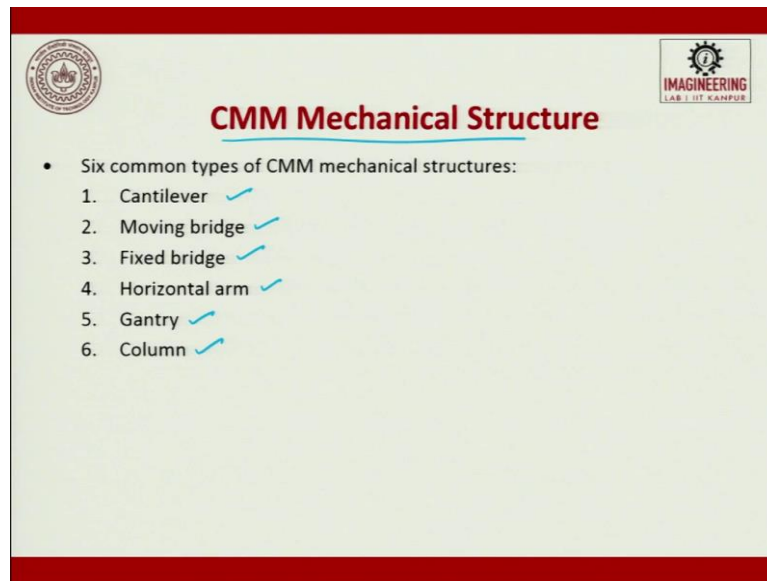 IMAGINEERING
LAB | IIT KANPUR
CMM Mechanical Structure
• Six common types of CMM mechanical structures:
1. Cantilever
2. Moving bridge
3. Fixed bridge
4. Horizontal arm
5. Gantry
6. Column